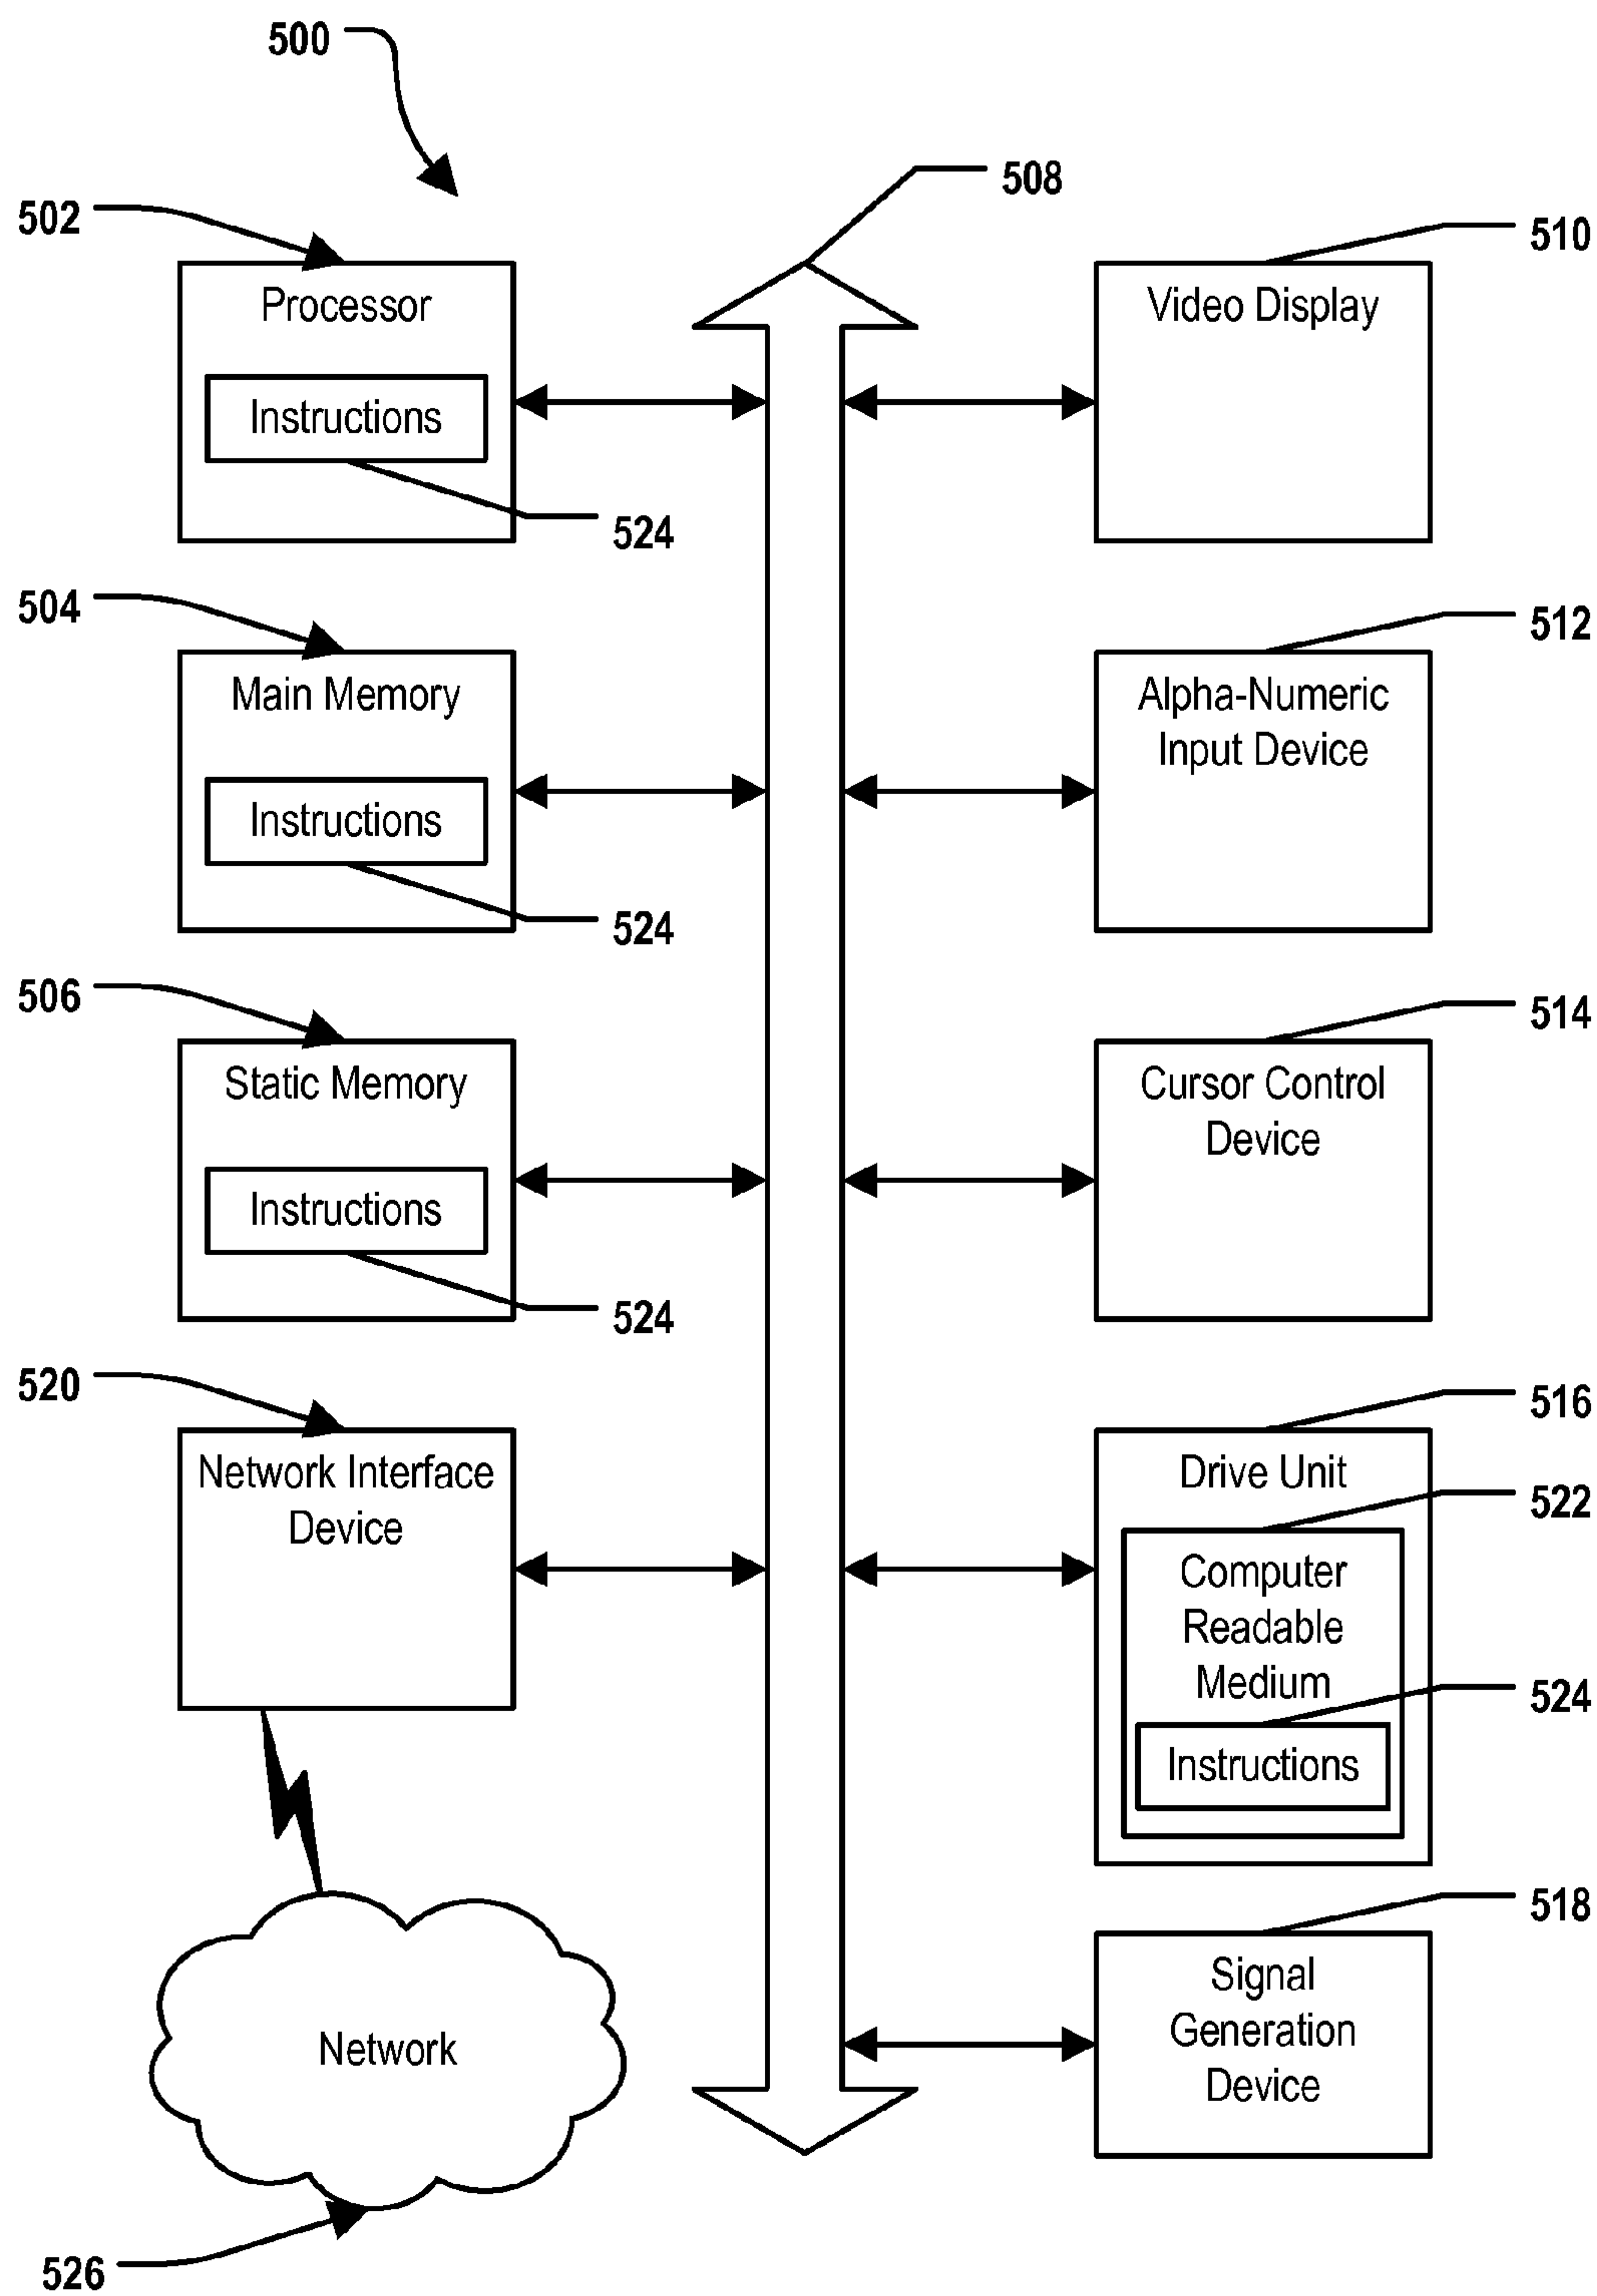 500
508
502
510
Processor
Video Display
Instructions
524
504
512
Main Memory
Alpha-Numeric
Input Device
Instructions
524
506
514
Static Memory
Cursor Control
Device
Instructions
524
520
516
Network Interface
Device
Drive Unit
522
Computer
Readable
Medium
524
Instructions
518
Signal
Generation
Device
Network
526